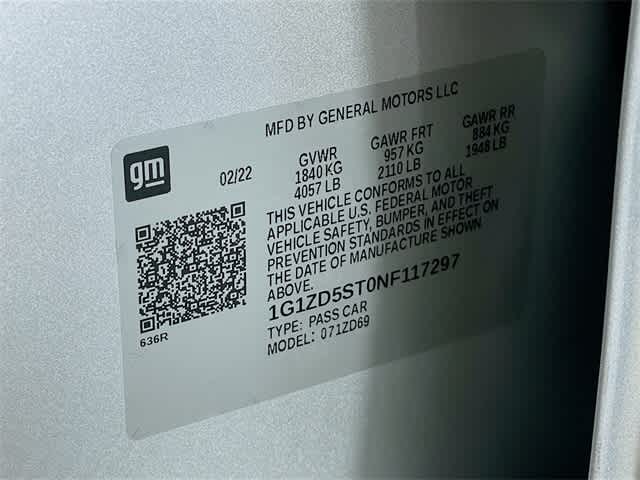 MFD BY GENERAL MOTORS LLC
gm
02/22
GVWR
1840 KG
4057 LB
GAWR FRT
957 KG
2110 LB
GAWR RR
884 KG
1948 LB
THIS VEHICLE CONFORMS TO ALL
APPLICABLE U.S. FEDERAL MOTOR
VEHICLE SAFETY, BUMPER, AND THEFT
PREVENTION STANDARDS IN EFFECT ON
THE DATE OF MANUFACTURE SHOWN
ABOVE.
1G1ZD5ST0NF117297
TYPE: PASS CAR
MODEL: 071ZD69
636R